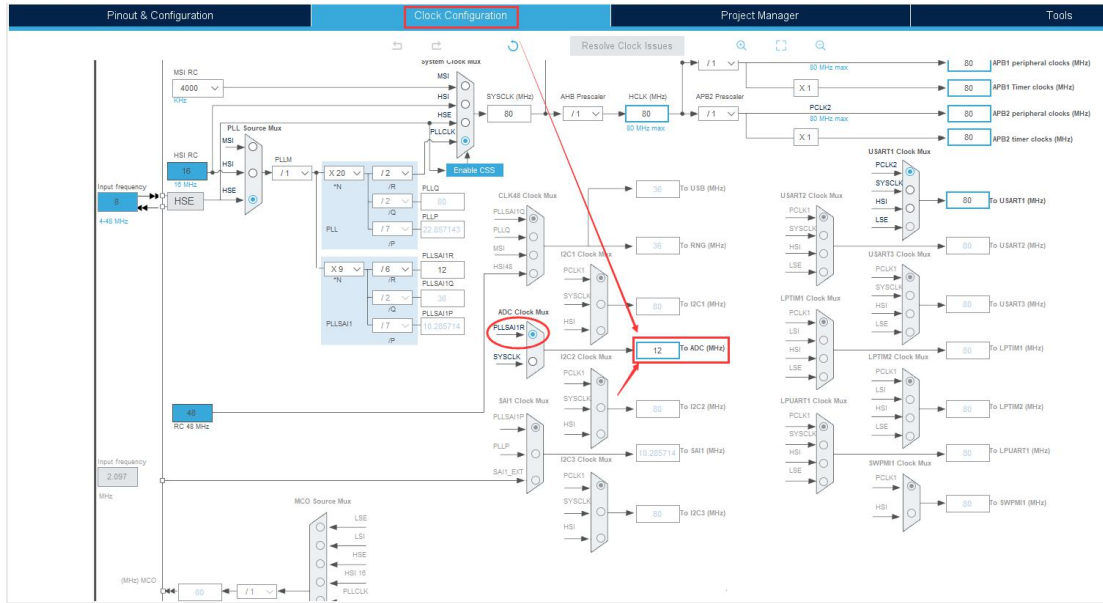 Pinout & Configuration
Clock Configuration
Project Manager
Tools
Resolve Clock Issues
System Clock Mux
MSI RC
4000
KHz
MSI
HSI
HSE
PLLCLK
Enable CSS
SYSCLK (MHz)
80
AHB Prescaler
/ 1
HCLK (MHz)
80
80 MHz max
/ 1
80 MHz max
80
APB1 peripheral clocks (MHz)
X 1
80
APB1 Timer clocks (MHz)
APB2 Prescaler
/ 1
PCLK2
80 MHz max
80
APB2 peripheral clocks (MHz)
X 1
80
APB2 timer clocks (MHz)
PLL Source Mux
MSI
HSI
HSE
HSI RC
16
16 MHz
Input frequency
8
4-48 MHz
HSE
PLLM
/ 1
X 20
*N
/ 2
/R
/ 2
/Q
/ 7
/P
PLL
PLLQ
80
PLLP
22.857143
X 9
*N
/ 6
/R
/ 2
/Q
/ 7
/P
PLLSAI1
PLLSAI1R
12
PLLSAI1Q
36
PLLSAI1P
10.285714
CLK48 Clock Mux
PLLSAI1Q
PLLQ
MSI
HSI48
36
To USB (MHz)
36
To RNG (MHz)
I2C1 Clock Mux
PCLK1
SYSCLK
HSI
80
To I2C1 (MHz)
ADC Clock Mux
PLLSAI1R
SYSCLK
12
To ADC (MHz)
I2C2 Clock Mux
PCLK1
SYSCLK
HSI
80
To I2C2 (MHz)
SAI1 Clock Mux
PLLSAI1P
PLLP
SAI1_EXT
10.285714
To SAI1 (MHz)
I2C3 Clock Mux
PCLK1
SYSCLK
HSI
80
To I2C3 (MHz)
USART1 Clock Mux
PCLK2
SYSCLK
HSI
LSE
80
To USART1 (MHz)
USART2 Clock Mux
PCLK1
SYSCLK
HSI
LSE
80
To USART2 (MHz)
USART3 Clock Mux
PCLK1
SYSCLK
HSI
LSE
80
To USART3 (MHz)
LPTIM1 Clock Mux
PCLK1
LSI
HSI
LSE
80
To LPTIM1 (MHz)
LPTIM2 Clock Mux
PCLK1
LSI
HSI
LSE
80
To LPTIM2 (MHz)
LPUART1 Clock Mux
PCLK1
SYSCLK
HSI
LSE
80
To LPUART1 (MHz)
SWPMI1 Clock Mux
PCLK1
HSI
80
To SWPMI1 (MHz)
48
RC 48 MHz
Input frequency
2.097
MHz
MCO Source Mux
LSE
LSI
HSE
HSI 16
PLLCLK
(MHz) MCO
80
/ 1